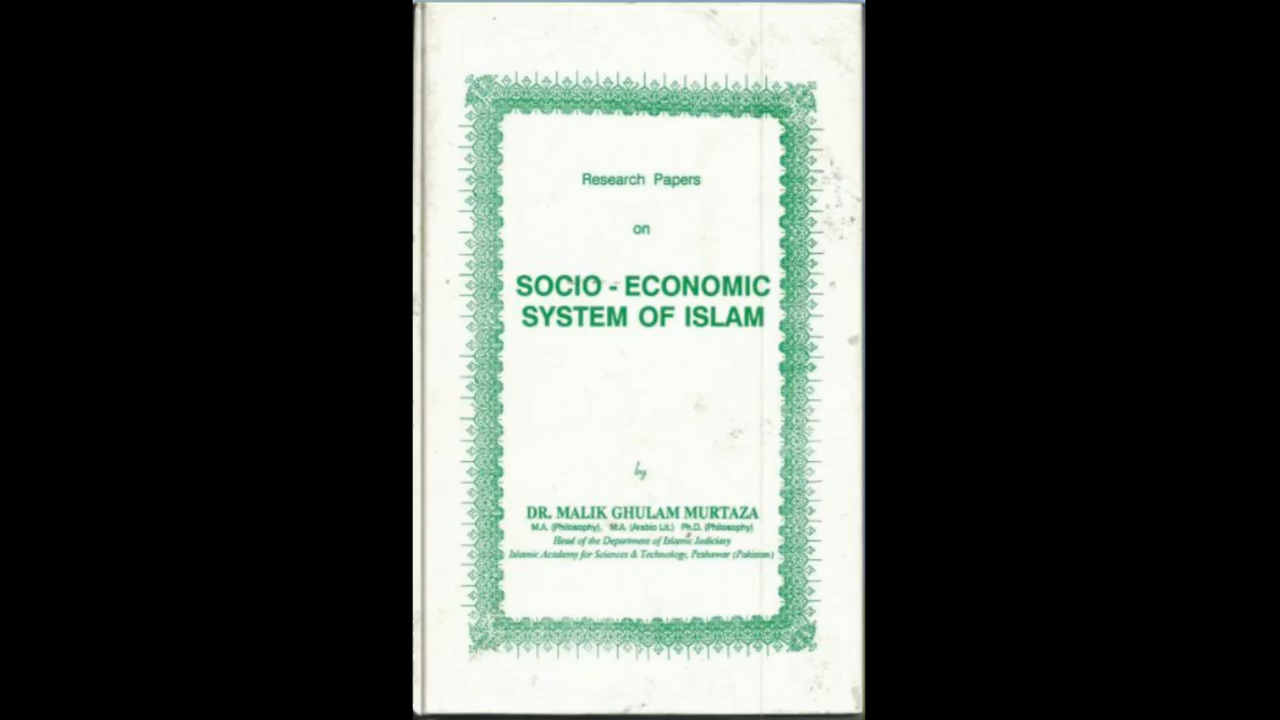 Research Papers
on
SOCIO - ECONOMIC
SYSTEM OF ISLAM
by
DR. MALIK GHULAM MURTAZA
M.A. (Philosophy), M.A. (Arabic Lit.) Ph.D. (Philosophy)
Head of the Department of Islamic Judiciary
Islamic Academy for Sciences & Technology, Peshawar (Pakistan)